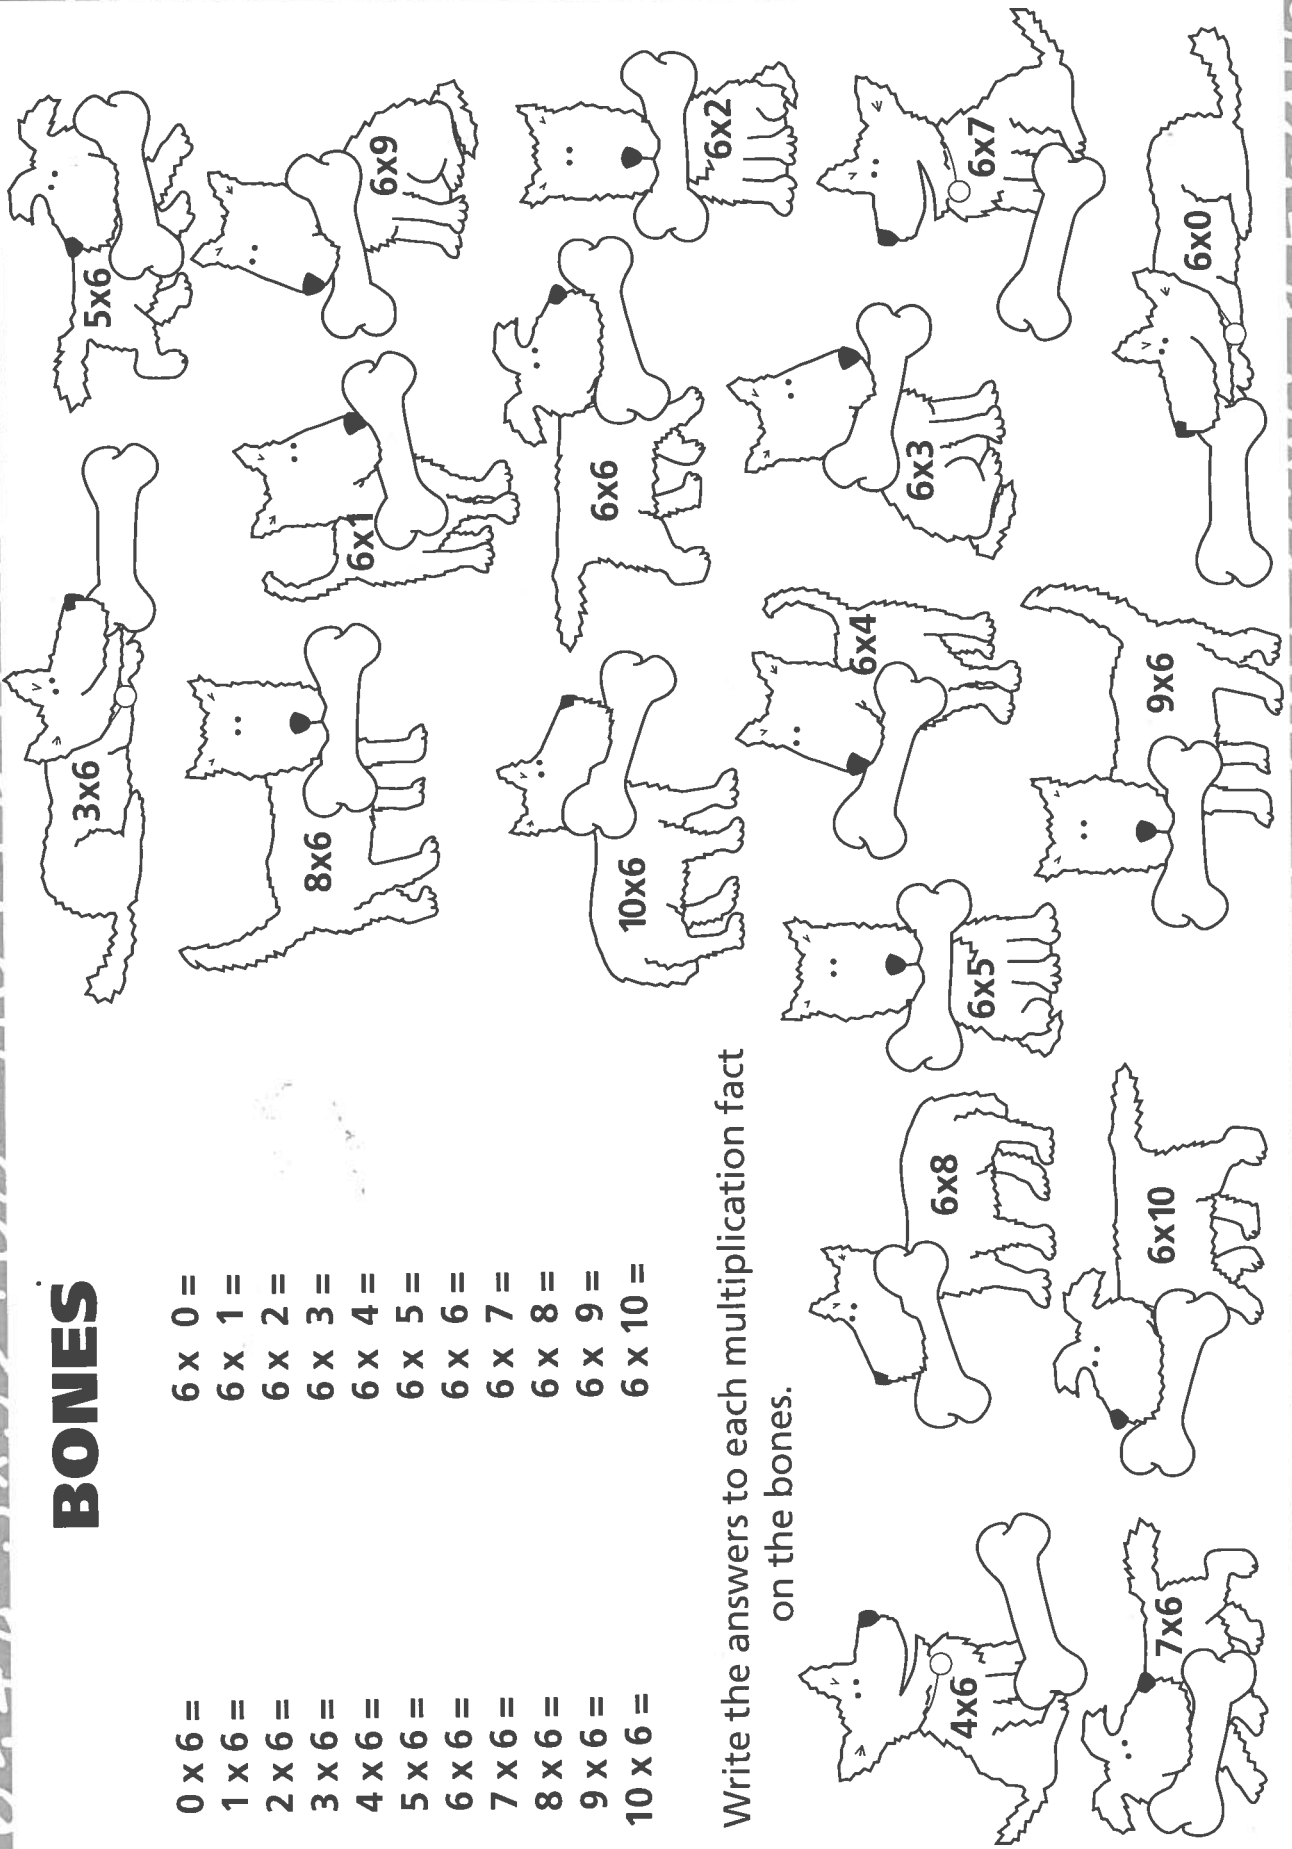 BONES
0 x 6 =
1 x 6 =
2 x 6 =
3 x 6 =
4 x 6 =
5 x 6 =
6 x 6 =
7 x 6 =
8 x 6 =
9 x 6 =
10 x 6 =
6 x 0 =
6 x 1 =
6 x 2 =
6 x 3 =
6 x 4 =
6 x 5 =
6 x 6 =
6 x 7 =
6 x 8 =
6 x 9 =
6 x 10 =
Write the answers to each multiplication fact
on the bones.
3x6
5x6
8x6
6x1
6x9
10x6
6x6
6x2
4x6
6x8
6x5
6x4
6x3
6x7
7x6
6x10
9x6
6x0